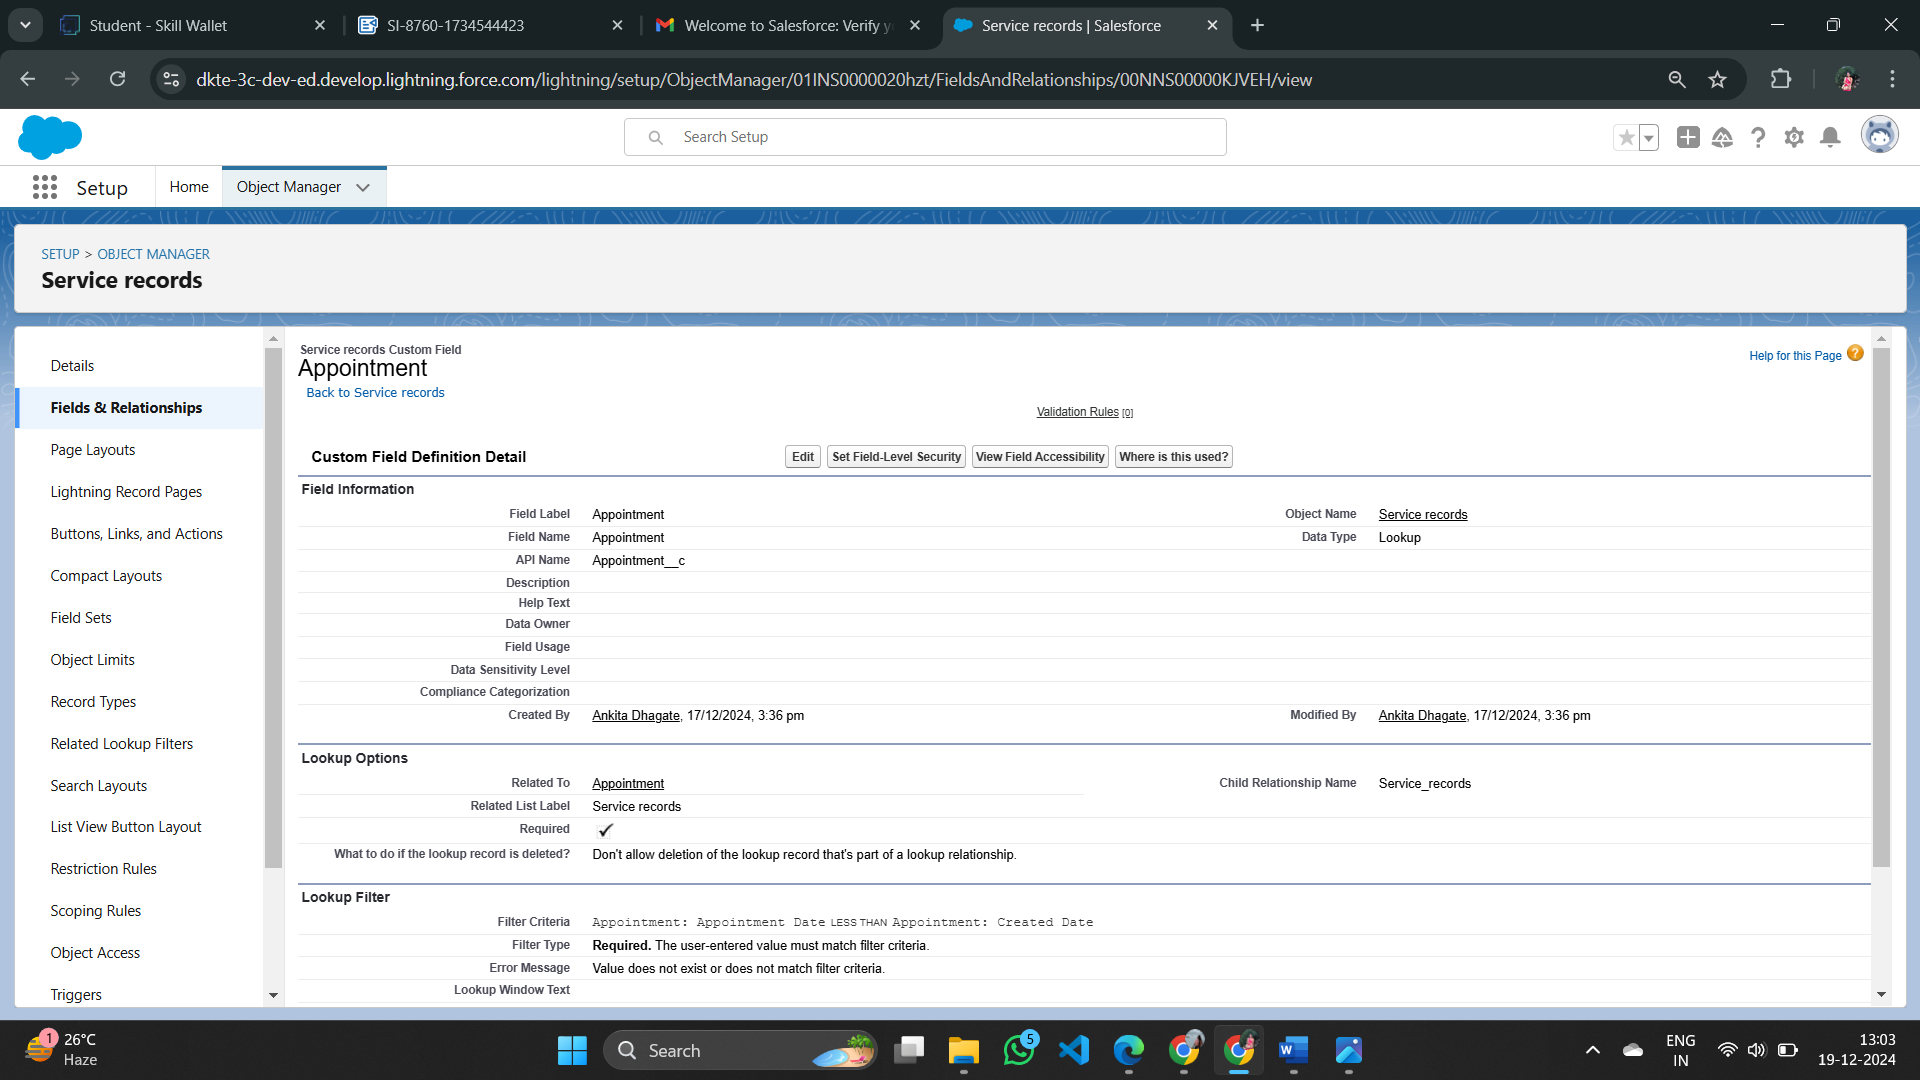 Student - Skill Wallet
SI-8760-1734544423
Welcome to Salesforce: Verify y
Service records | Salesforce
dkte-3c-dev-ed.develop.lightning.force.com/lightning/setup/ObjectManager/01INS0000020hzt/FieldsAndRelationships/00NNS00000KJVEH/view
Search Setup
Setup
Home
Object Manager
SETUP > OBJECT MANAGER
Service records
Details
Fields & Relationships
Page Layouts
Lightning Record Pages
Buttons, Links, and Actions
Compact Layouts
Field Sets
Object Limits
Record Types
Related Lookup Filters
Search Layouts
List View Button Layout
Restriction Rules
Scoping Rules
Object Access
Triggers
Service records Custom Field
Appointment
Back to Service records
Help for this Page
Validation Rules [0]
Custom Field Definition Detail
Edit
Set Field-Level Security
View Field Accessibility
Where is this used?
Field Information
Field Label Appointment Object Name Service records
Field Name Appointment Data Type Lookup
API Name Appointment__c
Description
Help Text
Data Owner
Field Usage
Data Sensitivity Level
Compliance Categorization
Created By Ankita Dhagate, 17/12/2024, 3:36 pm Modified By Ankita Dhagate, 17/12/2024, 3:36 pm
Lookup Options
Related To Appointment Child Relationship Name Service_records
Related List Label Service records
Required
What to do if the lookup record is deleted? Don't allow deletion of the lookup record that's part of a lookup relationship.
Lookup Filter
Filter Criteria Appointment: Appointment Date LESS THAN Appointment: Created Date
Filter Type Required. The user-entered value must match filter criteria.
Error Message Value does not exist or does not match filter criteria.
Lookup Window Text
1
26°C
Haze
Search
5
ENG
IN
13:03
19-12-2024